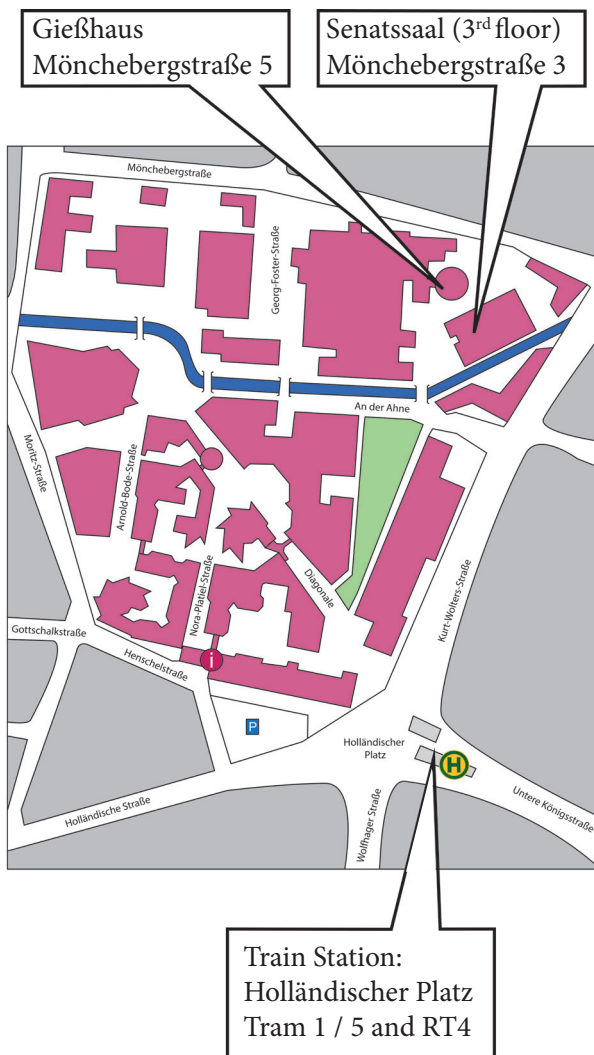 Gießhaus
Mönchebergstraße 5
Senatssaal (3rd floor)
Mönchebergstraße 3
Mönchebergstraße
Georg-Foster-Straße
An der Ahne
Moritz-Straße
Arnold-Bode-Straße
Nora-Platiel-Straße
Diagonale
Kurt-Wolters-Straße
Gottschalkstraße
Henschelstraße
i
P
Holländischer
Platz
H
Holländische Straße
Wolfhager Straße
Untere Königsstraße
Train Station:
Holländischer Platz
Tram 1 / 5 and RT4